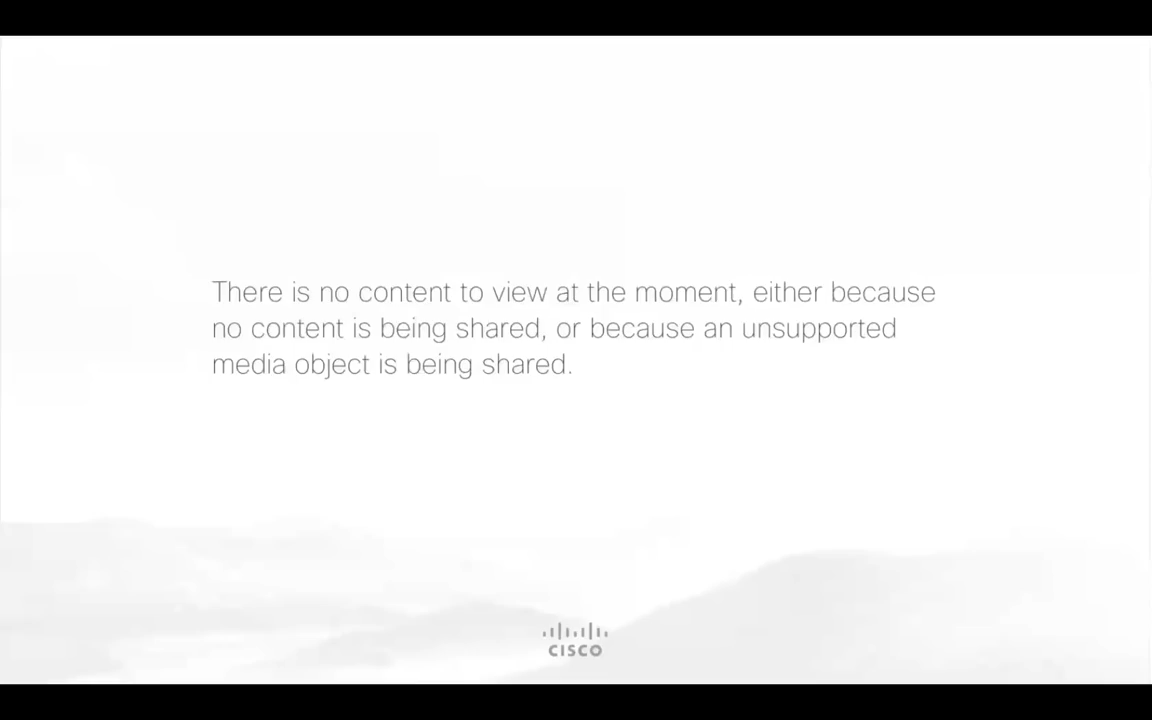 There is no content to view at the moment, either because
no content is being shared, or because an unsupported
media object is being shared.
CISCO